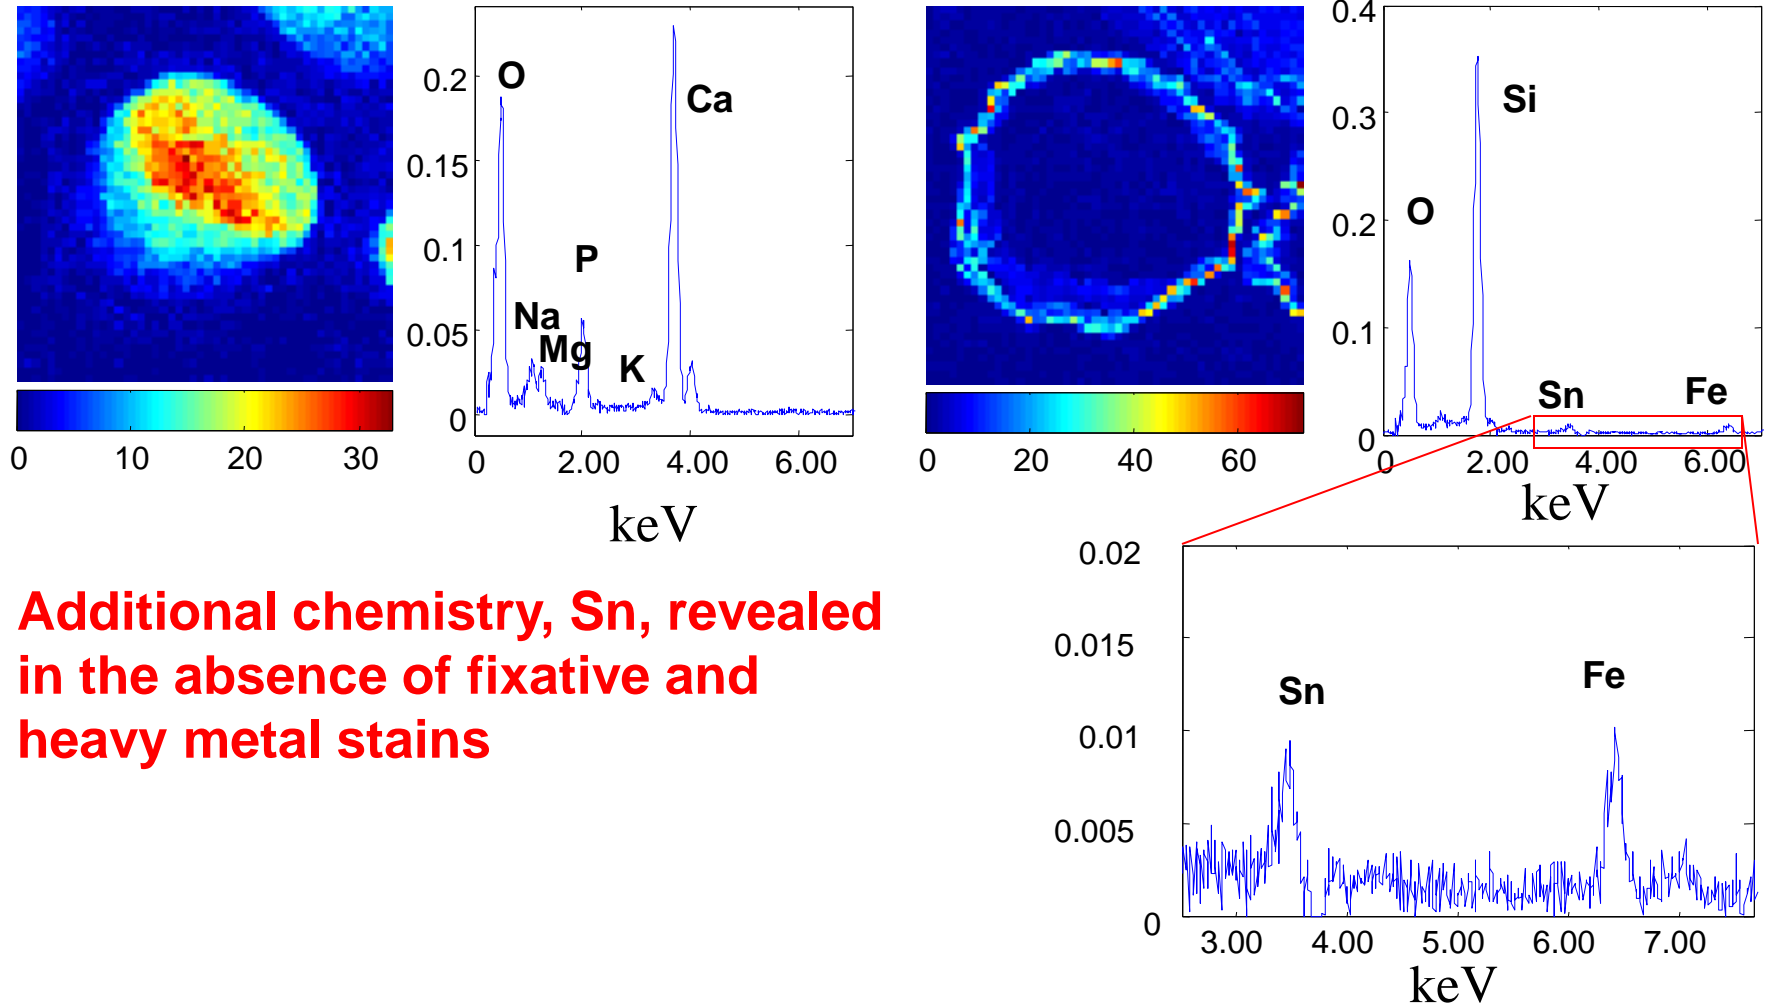 0.2
0.15
0.1
0.05
0
O
Na
Mg
P
K
Ca
0 2.00 4.00 6.00
keV
0 10 20 30
0.4
0.3
0.2
0.1
0
O
Si
Sn
Fe
0 2.00 4.00 6.00
keV
0 20 40 60
Additional chemistry, Sn, revealed
in the absence of fixative and
heavy metal stains
0.02
0.015
0.01
0.005
0
Sn
Fe
3.00 4.00 5.00 6.00 7.00
keV